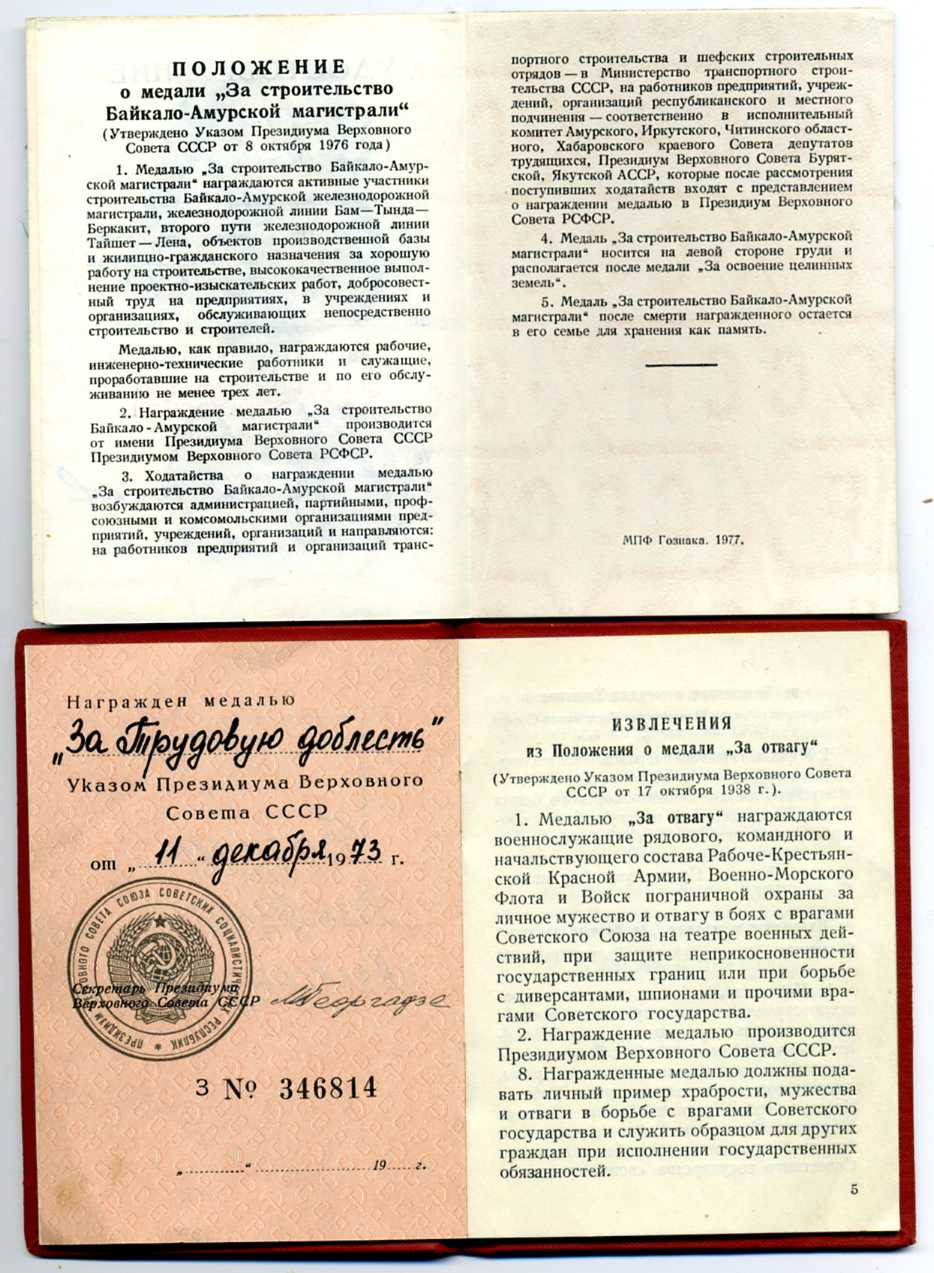 ПОЛОЖЕНИЕ
о медали „За строительство
Байкало-Амурской магистрали“
(Утверждено Указом Президиума Верховного
Совета СССР от 8 октября 1976 года)
1. Медалью „За строительство Байкало-Амур-
ской магистрали“ награждаются активные участники
строительства Байкало-Амурской железнодорожной
магистрали, железнодорожной линии Бам—Тында—
Беркакит, второго пути железнодорожной линии
Тайшет—Лена, объектов производственной базы
и жилищно-гражданского назначения за хорошую
работу на строительстве, высококачественное выпол-
нение проектно-изыскательских работ, добросовест-
ный труд на предприятиях, в учреждениях и
организациях, обслуживающих непосредственно
строительство и строителей.
Медалью, как правило, награждаются рабочие,
инженерно-технические работники и служащие,
проработавшие на строительстве и по его обслу-
живанию не менее трех лет.
2. Награждение медалью „За строительство
Байкало-Амурской магистрали“ производится
от имени Президиума Верховного Совета СССР
Президиумом Верховного Совета РСФСР.
3. Ходатайства о награждении медалью
„За строительство Байкало-Амурской магистрали“
возбуждаются администрацией, партийными, проф-
союзными и комсомольскими организациями пред-
приятий, учреждений, организаций и направляются:
на работников предприятий и организаций транс-
портного строительства и шефских строительных
отрядов — в Министерство транспортного строи-
тельства СССР, на работников предприятий, учреж-
дений, организаций республиканского и местного
подчинения — соответственно в исполнительный
комитет Амурского, Иркутского, Читинского област-
ного, Хабаровского краевого Совета депутатов
трудящихся, Президиум Верховного Совета Бурят-
ской, Якутской АССР, которые после рассмотрения
поступивших ходатайств входят с представлением
о награждении медалью в Президиум Верховного
Совета РСФСР.
4. Медаль „За строительство Байкало-Амурской
магистрали“ носится на левой стороне груди и
располагается после медали „За освоение целинных
земель“.
5. Медаль „За строительство Байкало-Амурской
магистрали“ после смерти награжденного остается
в его семье для хранения как память.
МПФ Гознака. 1977.
Награжден медалью
„За Трудовую доблесть“
Указом Президиума Верховного
Совета СССР
от „11“ декабря 1973 г.
ПРЕЗИДИУМ ВЕРХОВНОГО СОВЕТА СОЮЗА СОВЕТСКИХ СОЦИАЛИСТИЧЕСКИХ РЕСПУБЛИК
Секретарь Президиума
Верховного Совета СССР
МГеоргадзе
З № 346814
„ “ 19 г.
ИЗВЛЕЧЕНИЯ
из Положения о медали „За отвагу“
(Утверждено Указом Президиума Верховного Совета
СССР от 17 октября 1938 г.).
1. Медалью „За отвагу“ награждаются
военнослужащие рядового, командного и
начальствующего состава Рабоче-Крестьян-
ской Красной Армии, Военно-Морского
Флота и Войск пограничной охраны за
личное мужество и отвагу в боях с врагами
Советского Союза на театре военных дей-
ствий, при защите неприкосновенности
государственных границ или при борьбе
с диверсантами, шпионами и прочими вра-
гами Советского государства.
2. Награждение медалью производится
Президиумом Верховного Совета СССР.
8. Награжденные медалью должны пода-
вать личный пример храбрости, мужества
и отваги в борьбе с врагами Советского
государства и служить образцом для других
граждан при исполнении государственных
обязанностей.
5